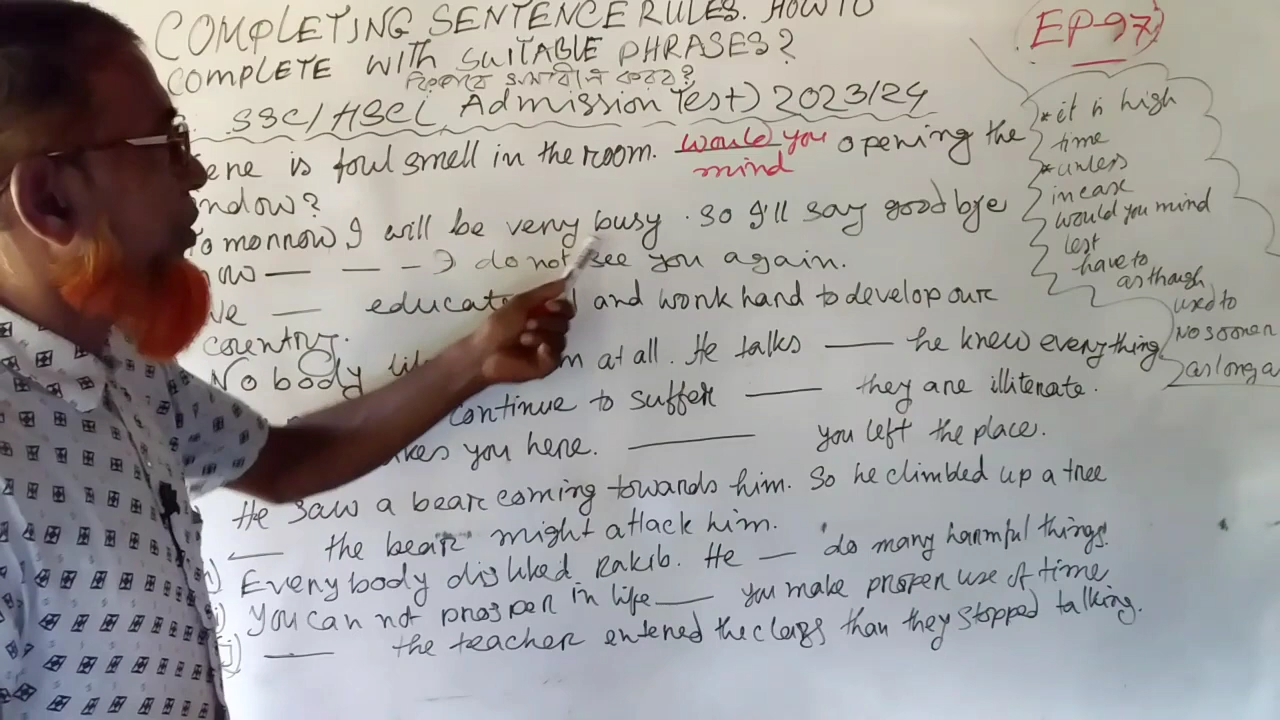 COMPLETING SENTENCE RULES. HOW TO
COMPLETE WITH SUITABLE PHRASES?
কিভাবে সমাধান করব?
EP-97
SSC/HSC( Admission Test) 2023/24
is foul smell in the room. would you mind opening the
window?
Tomorrow I will be very busy. So I'll say good bye
— — — I do not see you again.
We — and work hard to develop our
country.
No body at all. He talks — he knew everything
continue to suffer — they are illiterate.
you here. — you left the place.
He saw a bear coming towards him. So he climbed up a tree
— the bear might attack him.
Everybody disliked Rakib. He — do many harmful things.
i) You can not prosper in life — you make proper use of time.
j) — the teacher entered the class than they stopped talking.
* it is high
time
* unless
in case
would you mind
lest
have to
as though
used to
No sooner
as long a